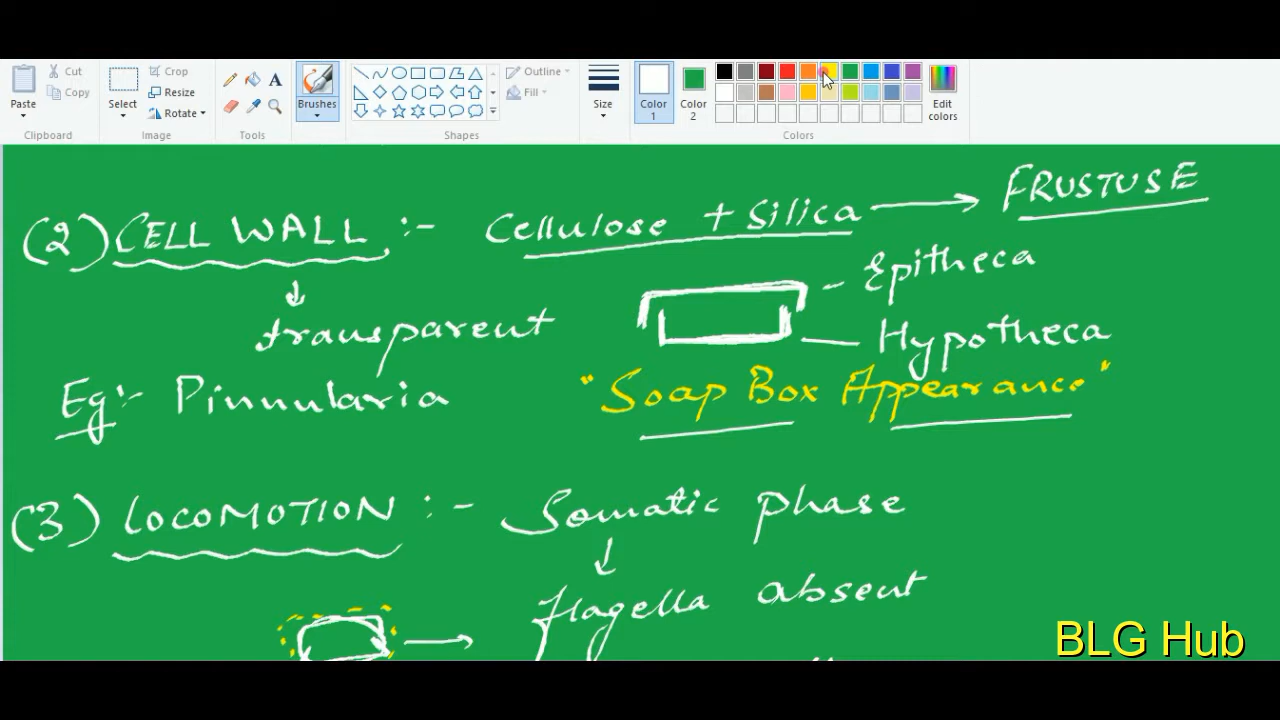 Cut
Copy
Paste
Clipboard
Select
Crop
Resize
Rotate
Image
A
Tools
Brushes
Outline
Fill
Shapes
Size
Color 1
Color 2
Edit colors
Colors
(2) CELL WALL :- Cellulose + Silica → FRUSTUSE
↓
transparent
- Epitheca
— Hypotheca
Eg:- Pinnularia
"Soap Box Appearance"
(3) LOCOMOTION :- Somatic phase
↓
flagella absent
→
BLG Hub